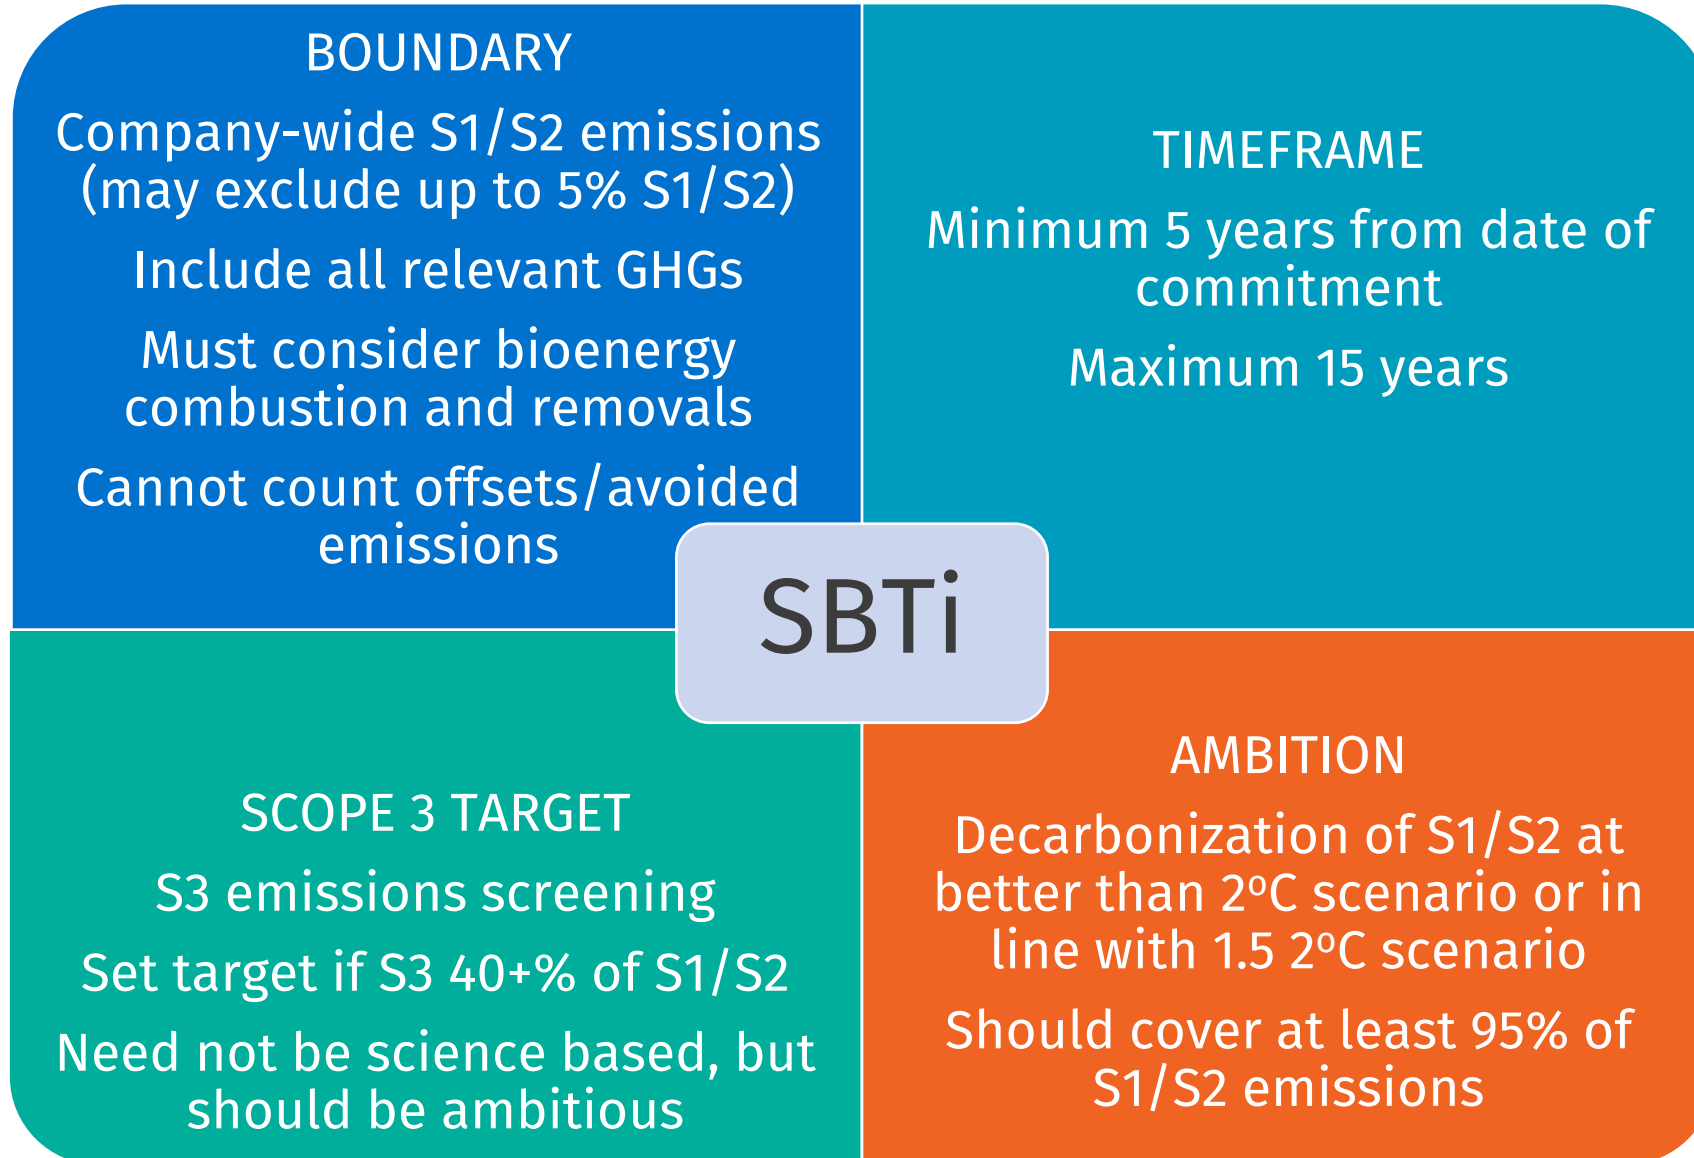 BOUNDARY
Company-wide S1/S2 emissions
(may exclude up to 5% S1/S2)
Include all relevant GHGs
Must consider bioenergy
combustion and removals
Cannot count offsets/avoided
emissions
TIMEFRAME
Minimum 5 years from date of
commitment
Maximum 15 years
SBTi
SCOPE 3 TARGET
S3 emissions screening
Set target if S3 40+% of S1/S2
Need not be science based, but
should be ambitious
AMBITION
Decarbonization of S1/S2 at
better than 2ºC scenario or in
line with 1.5 2ºC scenario
Should cover at least 95% of
S1/S2 emissions